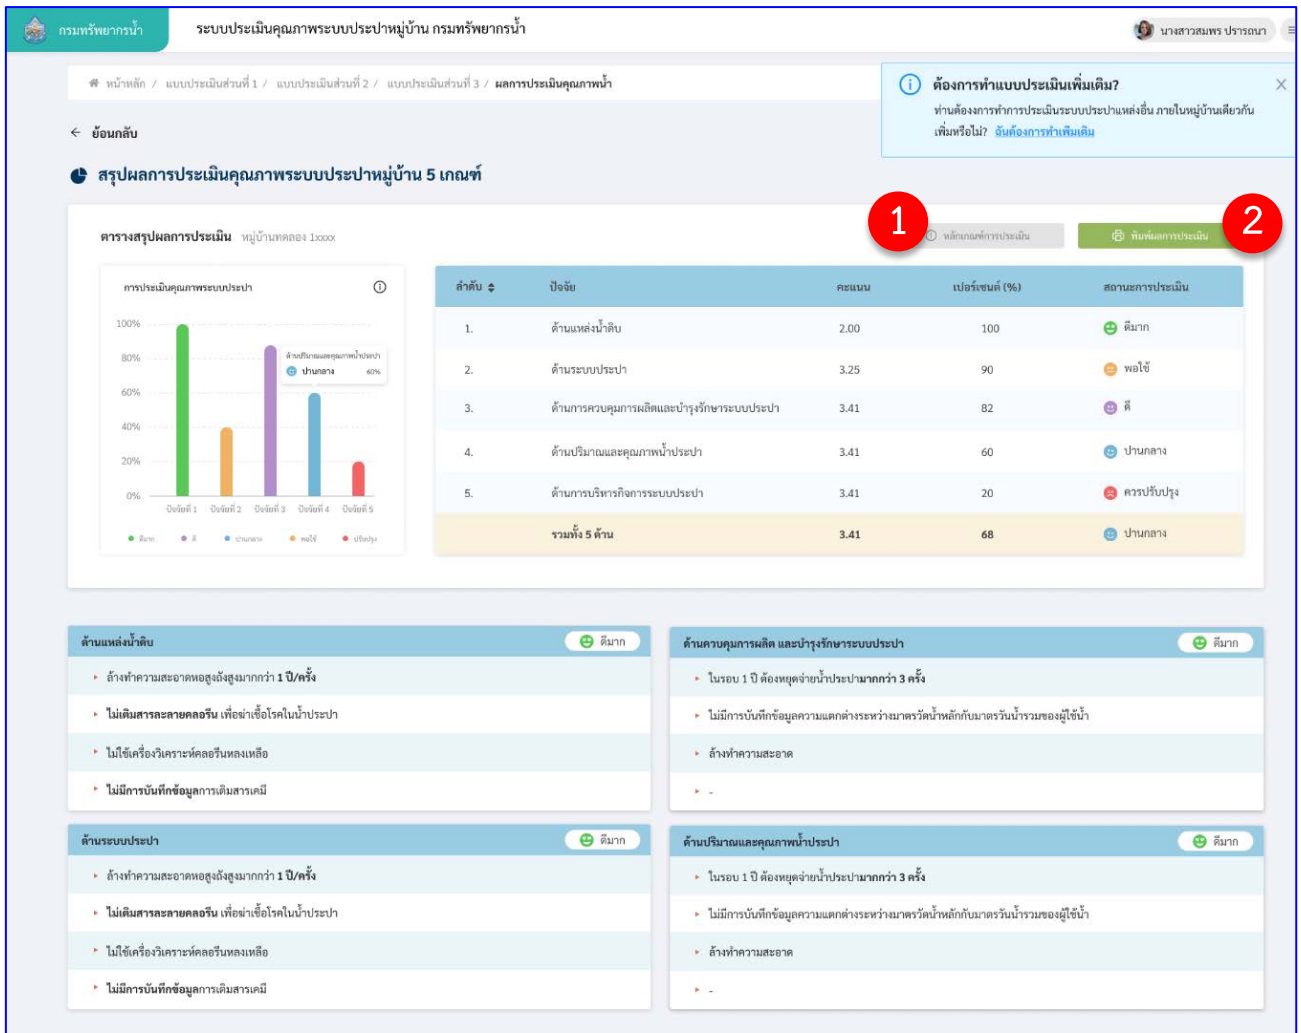 กรมทรัพยากรน้ำ
ระบบประเมินคุณภาพระบบประปาหมู่บ้าน กรมทรัพยากรน้ำ
นางสาวสมพร ปรารถนา
หน้าหลัก / แบบประเมินส่วนที่ 1 / แบบประเมินส่วนที่ 2 / แบบประเมินส่วนที่ 3 / ผลการประเมินคุณภาพน้ำ
ต้องการทำแบบประเมินเพิ่มเติม?
ท่านต้องงการทำการประเมินระบบประปาแหล่งอื่น ภายในหมู่บ้านเดียวกัน
เพิ่มหรือไม่? ฉันต้องการทำเพิ่มเติม
ย้อนกลับ
สรุปผลการประเมินคุณภาพระบบประปาหมู่บ้าน 5 เกณฑ์
1
2
ตารางสรุปผลการประเมิน หมู่บ้านทดลอง 1xxxx
หลักเกณฑ์การประเมิน
พิมพ์ผลการประเมิน
การประเมินคุณภาพระบบประปา
100%
80%
60%
40%
20%
0%
ด้านปริมาณและคุณภาพน้ำประปา
ปานกลาง 60%
ปัจจัยที่ 1 ปัจจัยที่ 2 ปัจจัยที่ 3 ปัจจัยที่ 4 ปัจจัยที่ 5
ดีมาก ดี ปานกลาง พอใช้ ปรับปรุง
ลำดับ ปัจจัย คะแนน เปอร์เซนต์ (%) สถานะการประเมิน
1. ด้านแหล่งน้ำดิบ 2.00 100 ดีมาก
2. ด้านระบบประปา 3.25 90 พอใช้
3. ด้านการควบคุมการผลิตและบำรุงรักษาระบบประปา 3.41 82 ดี
4. ด้านปริมาณและคุณภาพน้ำประปา 3.41 60 ปานกลาง
5. ด้านการบริหารกิจการระบบประปา 3.41 20 ควรปรับปรุง
รวมทั้ง 5 ด้าน 3.41 68 ปานกลาง
ด้านแหล่งน้ำดิบ ดีมาก
ล้างทำความสะอาดหอสูงถังสูงมากกว่า 1 ปี/ครั้ง
ไม่เติมสารละลายคลอรีน เพื่อฆ่าเชื้อโรคในน้ำประปา
ไม่ใช้เครื่องวิเคราะห์คลอรีนหลงเหลือ
ไม่มีการบันทึกข้อมูลการเติมสารเคมี
ด้านควบคุมการผลิต และบำรุงรักษาระบบประปา ดีมาก
ในรอบ 1 ปี ต้องหยุดจ่ายน้ำประปามากกว่า 3 ครั้ง
ไม่มีการบันทึกข้อมูลความแตกต่างระหว่างมาตรวัดน้ำหลักกับมาตรวันน้ำรวมของผู้ใช้น้ำ
ล้างทำความสะอาด
-
ด้านระบบประปา ดีมาก
ล้างทำความสะอาดหอสูงถังสูงมากกว่า 1 ปี/ครั้ง
ไม่เติมสารละลายคลอรีน เพื่อฆ่าเชื้อโรคในน้ำประปา
ไม่ใช้เครื่องวิเคราะห์คลอรีนหลงเหลือ
ไม่มีการบันทึกข้อมูลการเติมสารเคมี
ด้านปริมาณและคุณภาพน้ำประปา ดีมาก
ในรอบ 1 ปี ต้องหยุดจ่ายน้ำประปามากกว่า 3 ครั้ง
ไม่มีการบันทึกข้อมูลความแตกต่างระหว่างมาตรวัดน้ำหลักกับมาตรวันน้ำรวมของผู้ใช้น้ำ
ล้างทำความสะอาด
-